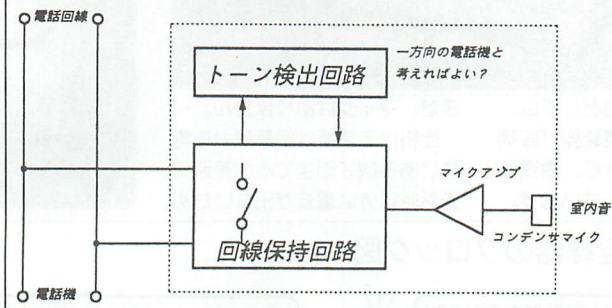 電話回線
トーン検出回路
一方向の電話機と
考えればよい？
マイクアンプ
室内音
コンデンサマイク
回線保持回路
電話機